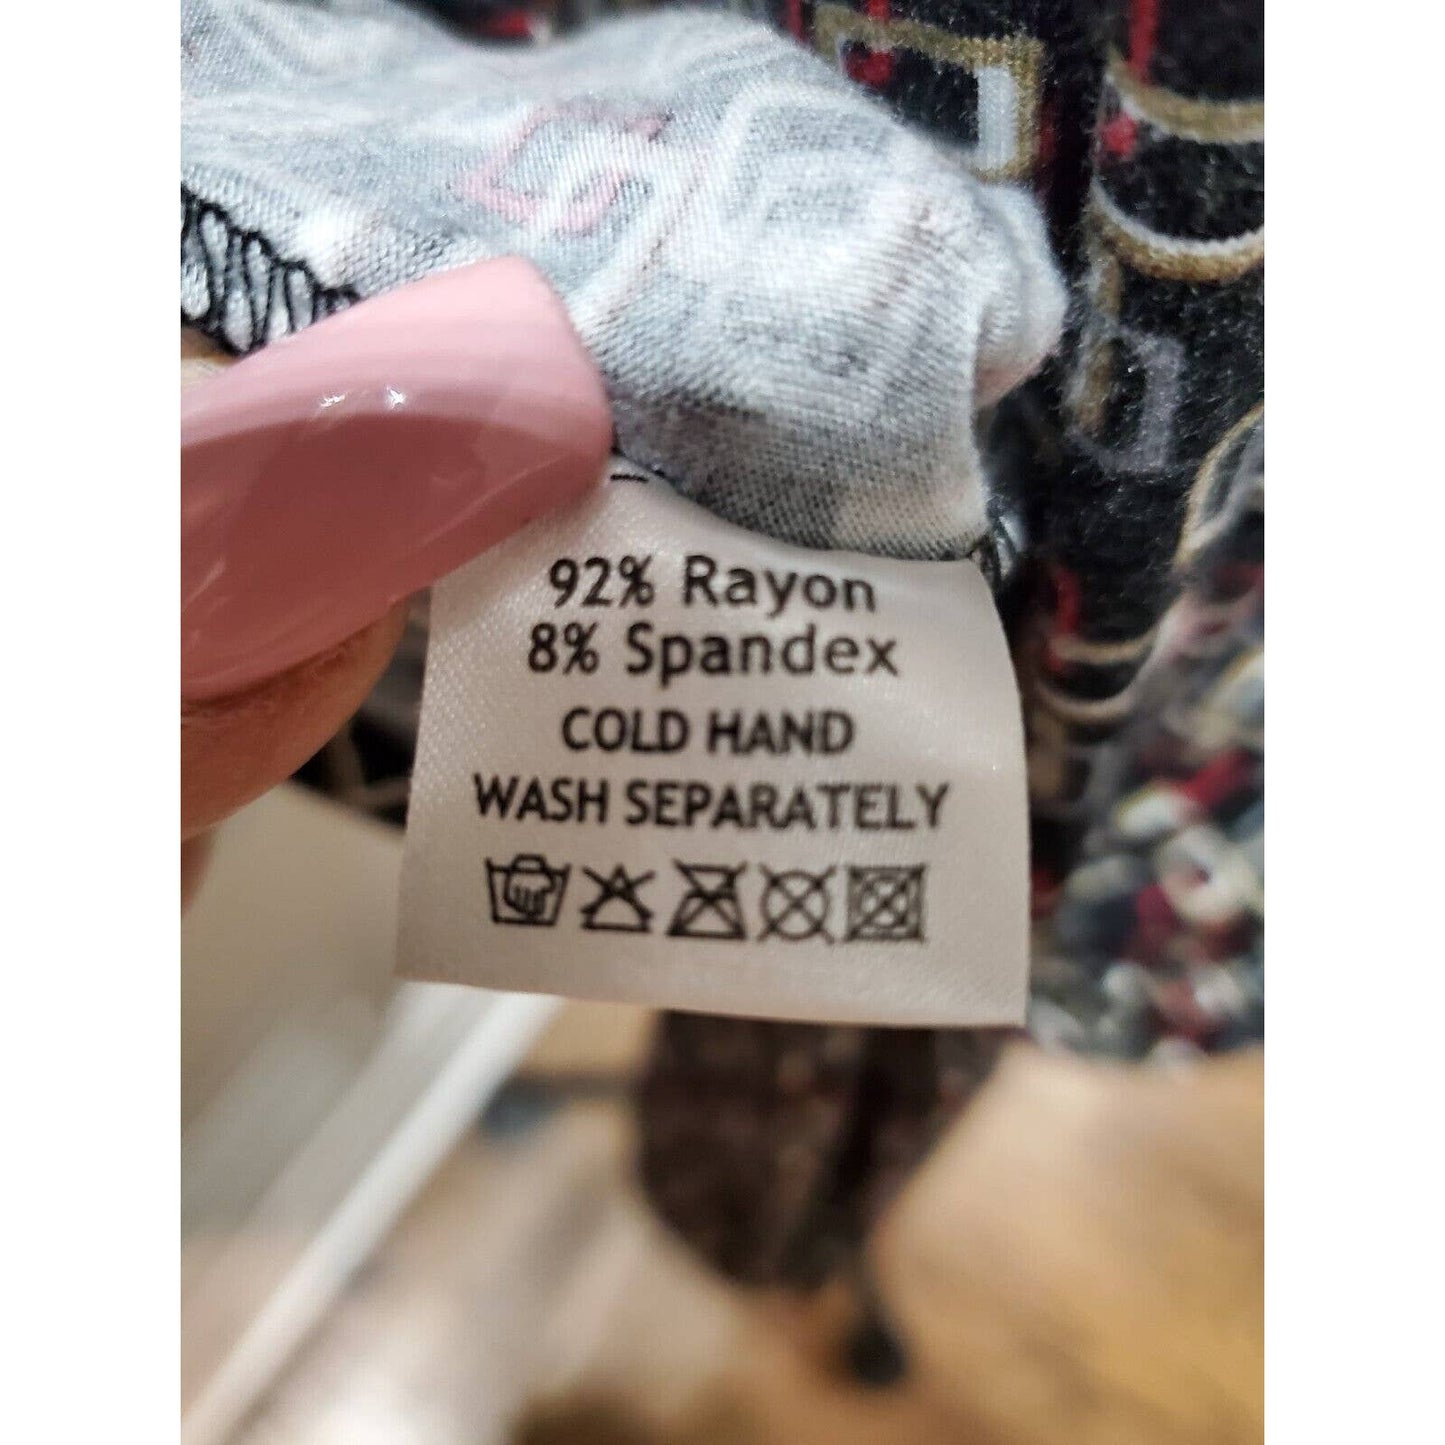 92% Rayon
8% Spandex
COLD HAND
WASH SEPARATELY